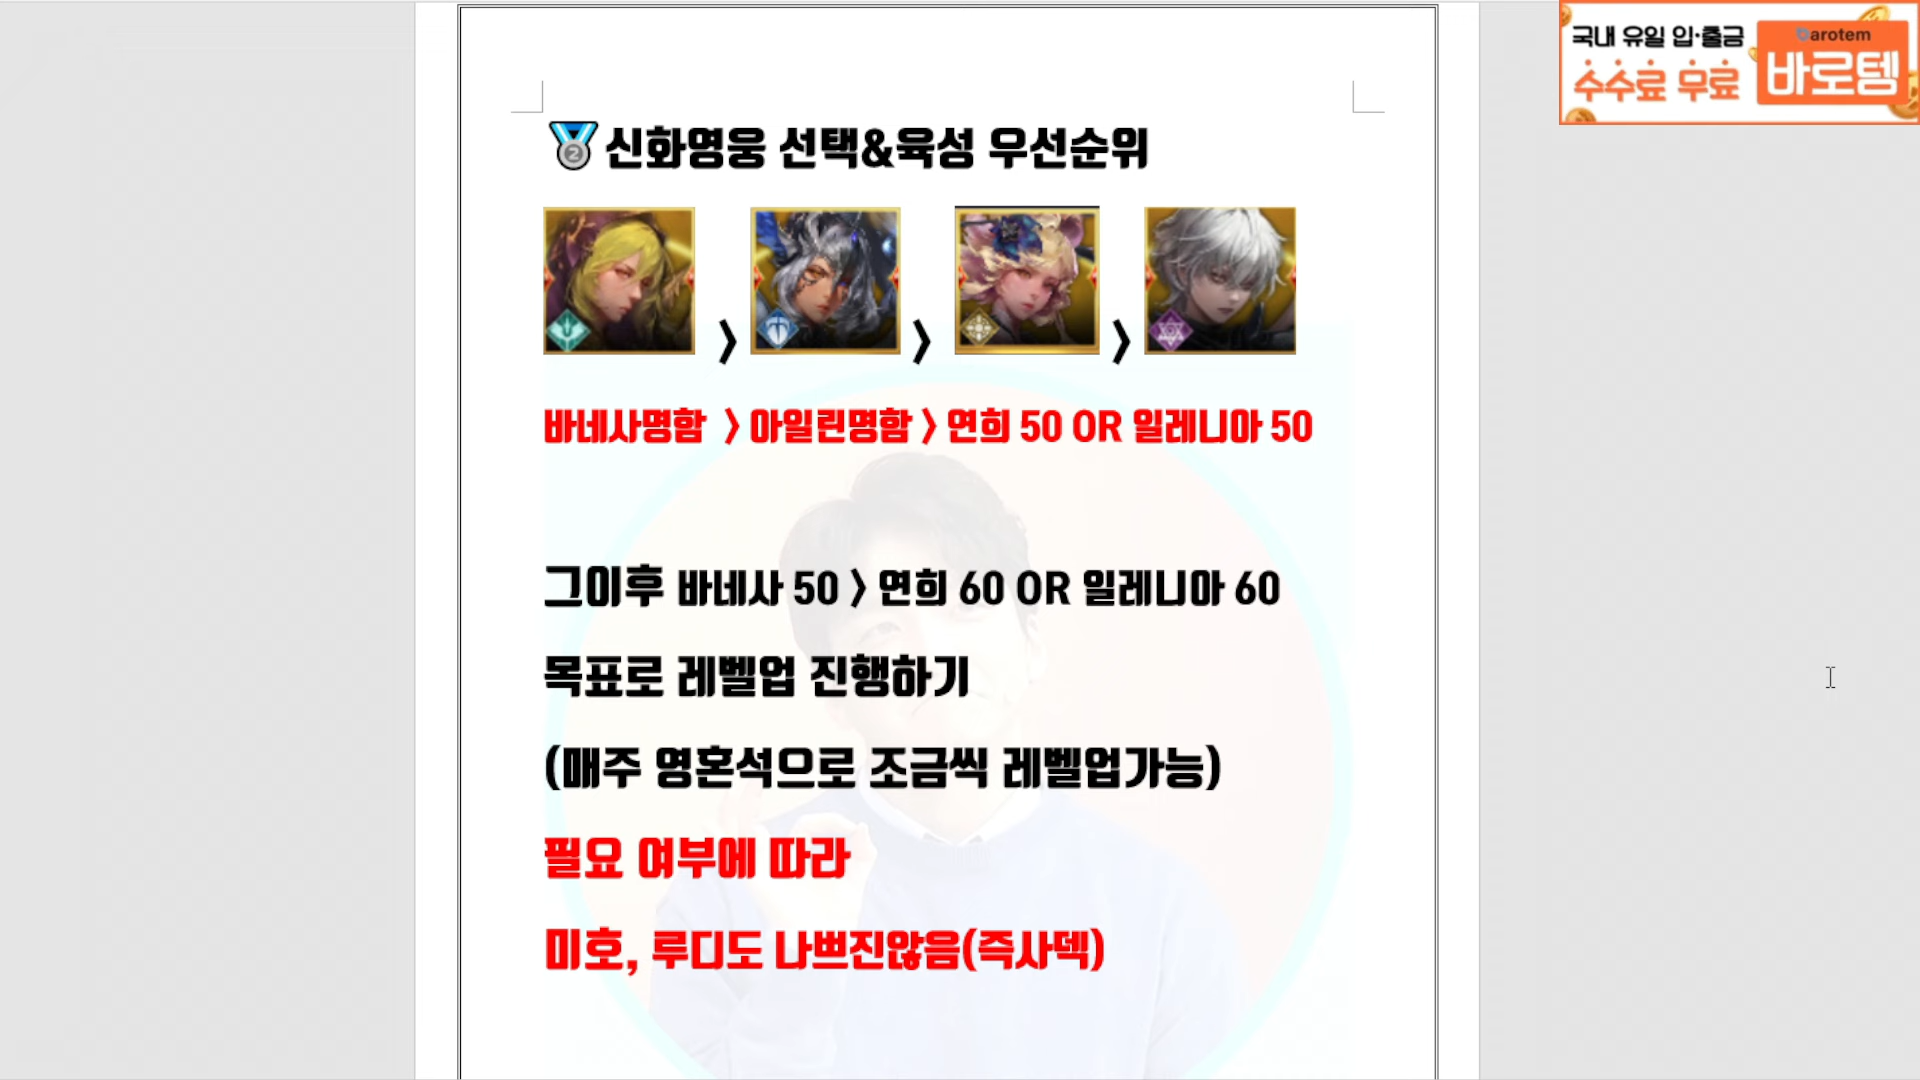 국내 유일 입·출금
수수료 무료
Barotem
바로템
2 신화영웅 선택&육성 우선순위
> > >
바네사명함 > 아일린명함 > 연희 50 OR 일레니아 50
그이후 바네사 50 > 연희 60 OR 일레니아 60
목표로 레벨업 진행하기
(매주 영혼석으로 조금씩 레벨업가능)
필요 여부에 따라
미호, 루디도 나쁘진않음(즉사덱)